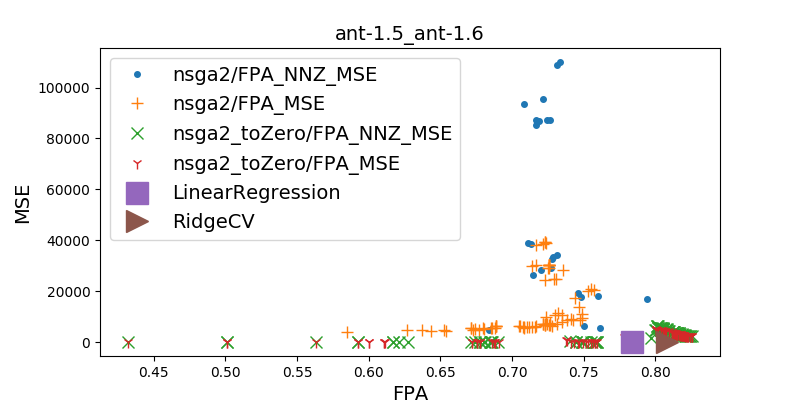 ant-1.5_ant-1.6
nsga2/FPA_NNZ_MSE
nsga2/FPA_MSE
nsga2_toZero/FPA_NNZ_MSE
nsga2_toZero/FPA_MSE
LinearRegression
RidgeCV
MSE
100000
80000
60000
40000
20000
0
0.45 0.50 0.55 0.60 0.65 0.70 0.75 0.80
FPA